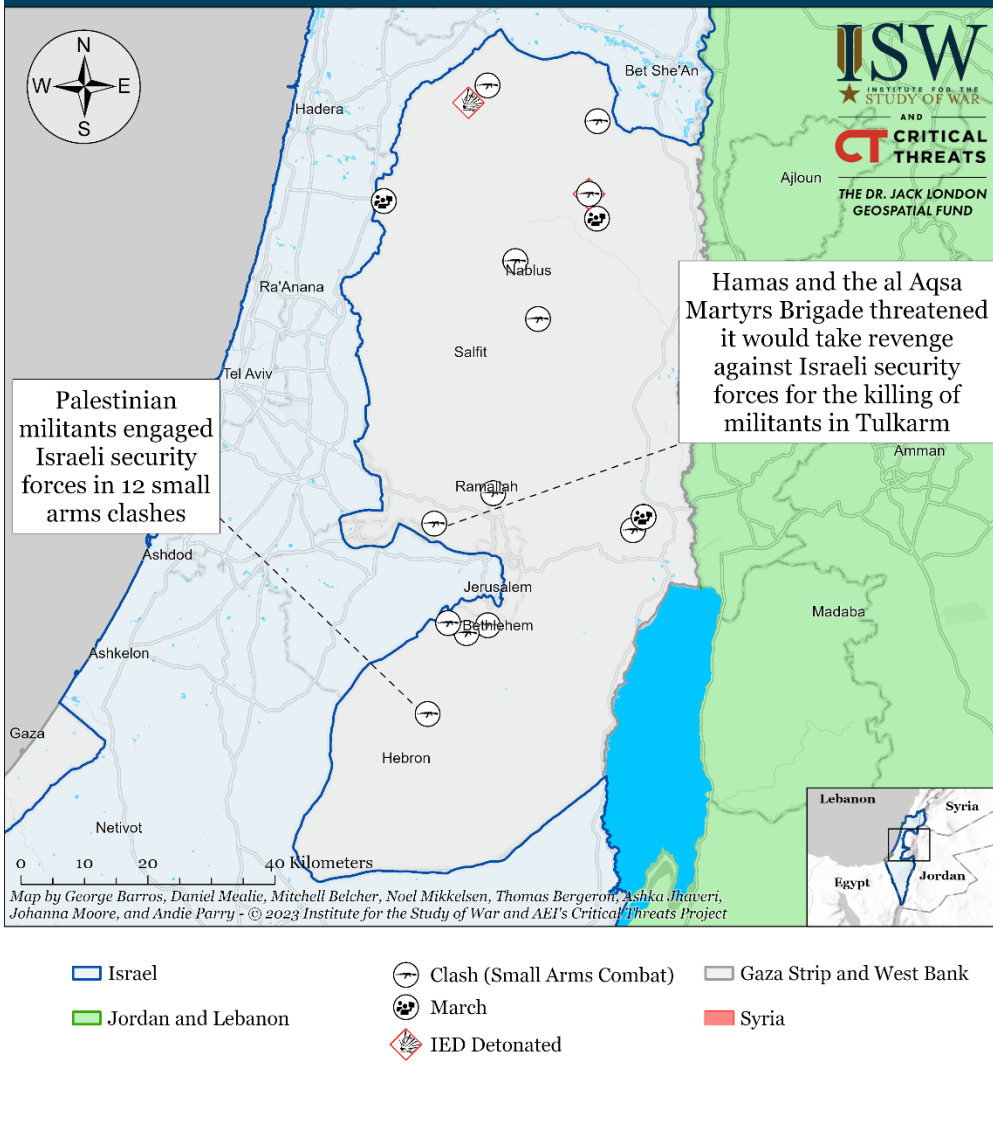 N
W
E
S
ISW
INSTITUTE FOR THE
STUDY OF WAR
AND
CT CRITICAL
THREATS
THE DR. JACK LONDON
GEOSPATIAL FUND
Bet She'An
Hadera
Ajloun
Nablus
Ra'Anana
Hamas and the al Aqsa
Martyrs Brigade threatened
it would take revenge
against Israeli security
forces for the killing of
militants in Tulkarm
Salfit
Tel Aviv
Palestinian
militants engaged
Israeli security
forces in 12 small
arms clashes
Amman
Ramallah
Ashdod
Jerusalem
Madaba
Bethlehem
Ashkelon
Gaza
Hebron
Netivot
Lebanon
Syria
Egypt
Jordan
0 10 20 40 Kilometers
Map by George Barros, Daniel Mealie, Mitchell Belcher, Noel Mikkelsen, Thomas Bergeron, Ashka Jhaveri,
Johanna Moore, and Andie Parry - © 2023 Institute for the Study of War and AEI's Critical Threats Project
Israel
Clash (Small Arms Combat)
Gaza Strip and West Bank
March
Jordan and Lebanon
Syria
IED Detonated